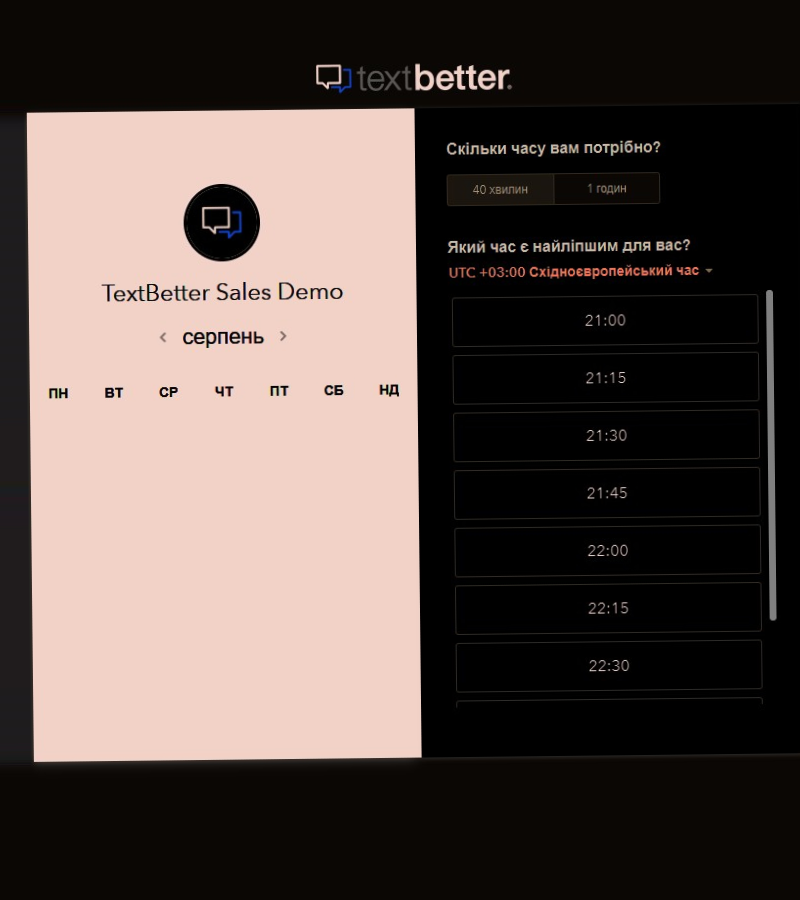 textbetter.
TextBetter Sales Demo
серпень
ПН ВТ СР ЧТ ПТ СБ НД
Скільки часу вам потрібно?
40 хвилин 1 годин
Який час є найліпшим для вас?
UTC +03:00 Східноєвропейський час
21:00
21:15
21:30
21:45
22:00
22:15
22:30